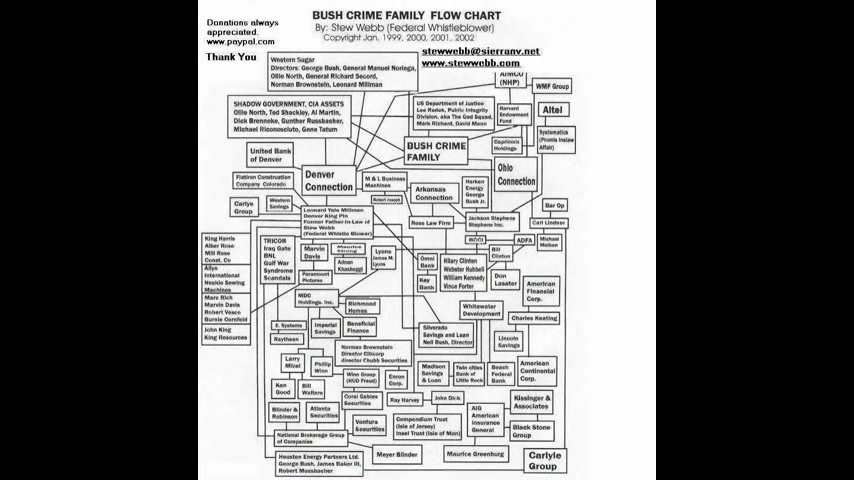 BUSH CRIME FAMILY FLOW CHART
By: Stew Webb (Federal Whistleblower)
Copyright Jan. 1999, 2000, 2001, 2002
Donations always
appreciated.
www.paypal.com
Thank You
stewwebb@sierranv.net
www.stewwebb.com
Western Sugar
Directors: George Bush, General Manuel Noriega,
Ollie North, General Richard Secord,
Norman Brownstein, Leonard Millman
AIMCO
(NHP)
WMF Group
SHADOW GOVERNMENT, CIA ASSETS
Ollie North, Ted Shackley, Al Martin,
Dick Brenneke, Gunther Russbacher,
Michael Riconosciuto, Gene Tatum
US Department of Justice
Lee Radek, Public Integrity
Division, aka The God Squad,
Mark Richard, David Mann
Harvard
Endowment
Fund
Altel
Systematics
(Promis Inslaw
Affair)
Capricorn
Holdings
BUSH CRIME
FAMILY
United Bank
of Denver
Denver
Connection
Ohio
Connection
Flatiron Construction
Company Colorado
M & L Business
Machines
Robert Joseph
Arkansas
Connection
Harken
Energy
George
Bush Jr.
Carlye
Group
Western
Savings
Leonard Yale Millman
Denver King Pin
Former Father-In-Law of
Stew Webb
(Federal Whistle Blower)
Rose Law Firm
Jackson Stephens
Stephens Inc.
Bar Op
Carl Lindner
BCCI
ADFA
Michael
Bill
Clinton
King Harris
Alber Rose
Mill Rose
Const. Co
TRICOR
Iraq Gate
BNL
Gulf War
Syndrome
Scandals
Marvin
Davis
Maurice
Strong
Adnan
Khashoggi
Lyons
James M.
Lyons
Omni
Bank
Key
Bank
Hilary Clinton
Webster Hubbell
William Kennedy
Vince Porter
Don
Lasater
American
Financial
Corp.
Allyn
International
Neckle Sewing
Machines
Marc Rich
Marvin Davis
Robert Vesco
Burnie Cornfeld
John King
King Resources
Paramount
Pictures
MDC
Holdings, Inc.
Richmond
Homes
Whitewater
Development
Charles Keating
E. Systems
Raytheon
Imperial
Savings
Beneficial
Finance
Silverado
Savings and Loan
Neil Bush, Director
Lincoln
Savings
Norman Brownstein
Director Citicorp
director Chubb Securities
Larry
Mizel
Phillip
Winn
Winn Group
(HUD Fraud)
Enron
Corp.
Madison
Savings
& Loan
Twin cities
Bank of
Little Rock
Beach
Federal
Bank
American
Continental
Corp.
Ken
Good
Bill
Walters
Coral Gables
Securities
Ray Harvey
John Dick
Kissinger &
Associates
Blinder &
Robinson
Atlanta
Securities
Ventura
Securities
Compendium Trust
(Isle of Jersey)
Insel Trust (Isle of Man)
AIG
American
Insurance
General
Black Stone
Group
National Brokerage Group
of Companies
Meyer Blinder
Maurice Greenburg
Carlyle
Group
Houston Energy Partners Ltd.
George Bush, James Baker III,
Robert Mossbacher